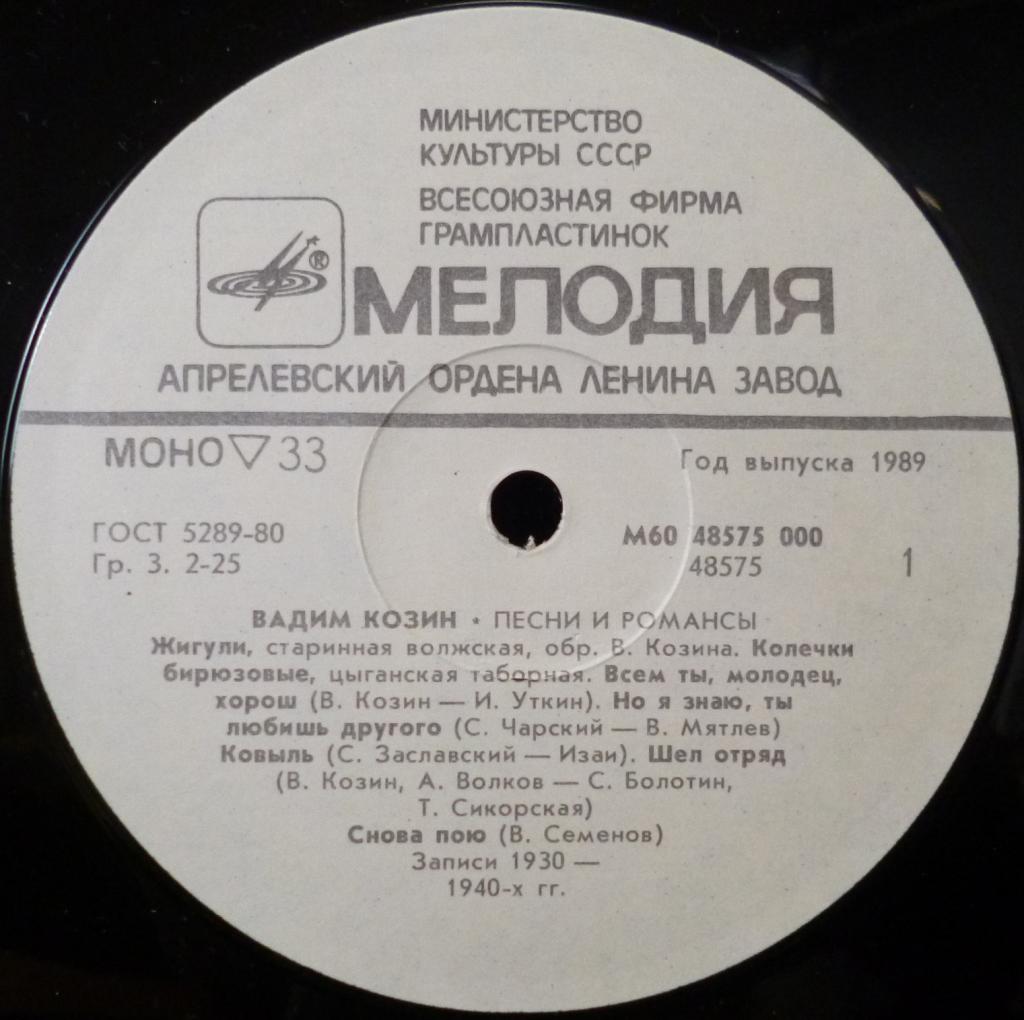 МИНИСТЕРСТВО
КУЛЬТУРЫ СССР
ВСЕСОЮЗНАЯ ФИРМА
ГРАМПЛАСТИНОК
®
МЕЛОДИЯ
АПРЕЛЕВСКИЙ ОРДЕНА ЛЕНИНА ЗАВОД
МОНО ▽ 33
Год выпуска 1989
ГОСТ 5289-80
Гр. 3. 2-25
М60 48575 000
48575
1
ВАДИМ КОЗИН • ПЕСНИ И РОМАНСЫ
Жигули, старинная волжская, обр. В. Козина. Колечки
бирюзовые, цыганская таборная. Всем ты, молодец,
хорош (В. Козин — И. Уткин). Но я знаю, ты
любишь другого (С. Чарский — В. Мятлев)
Ковыль (С. Заславский — Изаи). Шел отряд
(В. Козин, А. Волков — С. Болотин,
Т. Сикорская)
Снова пою (В. Семенов)
Записи 1930 —
1940-х гг.